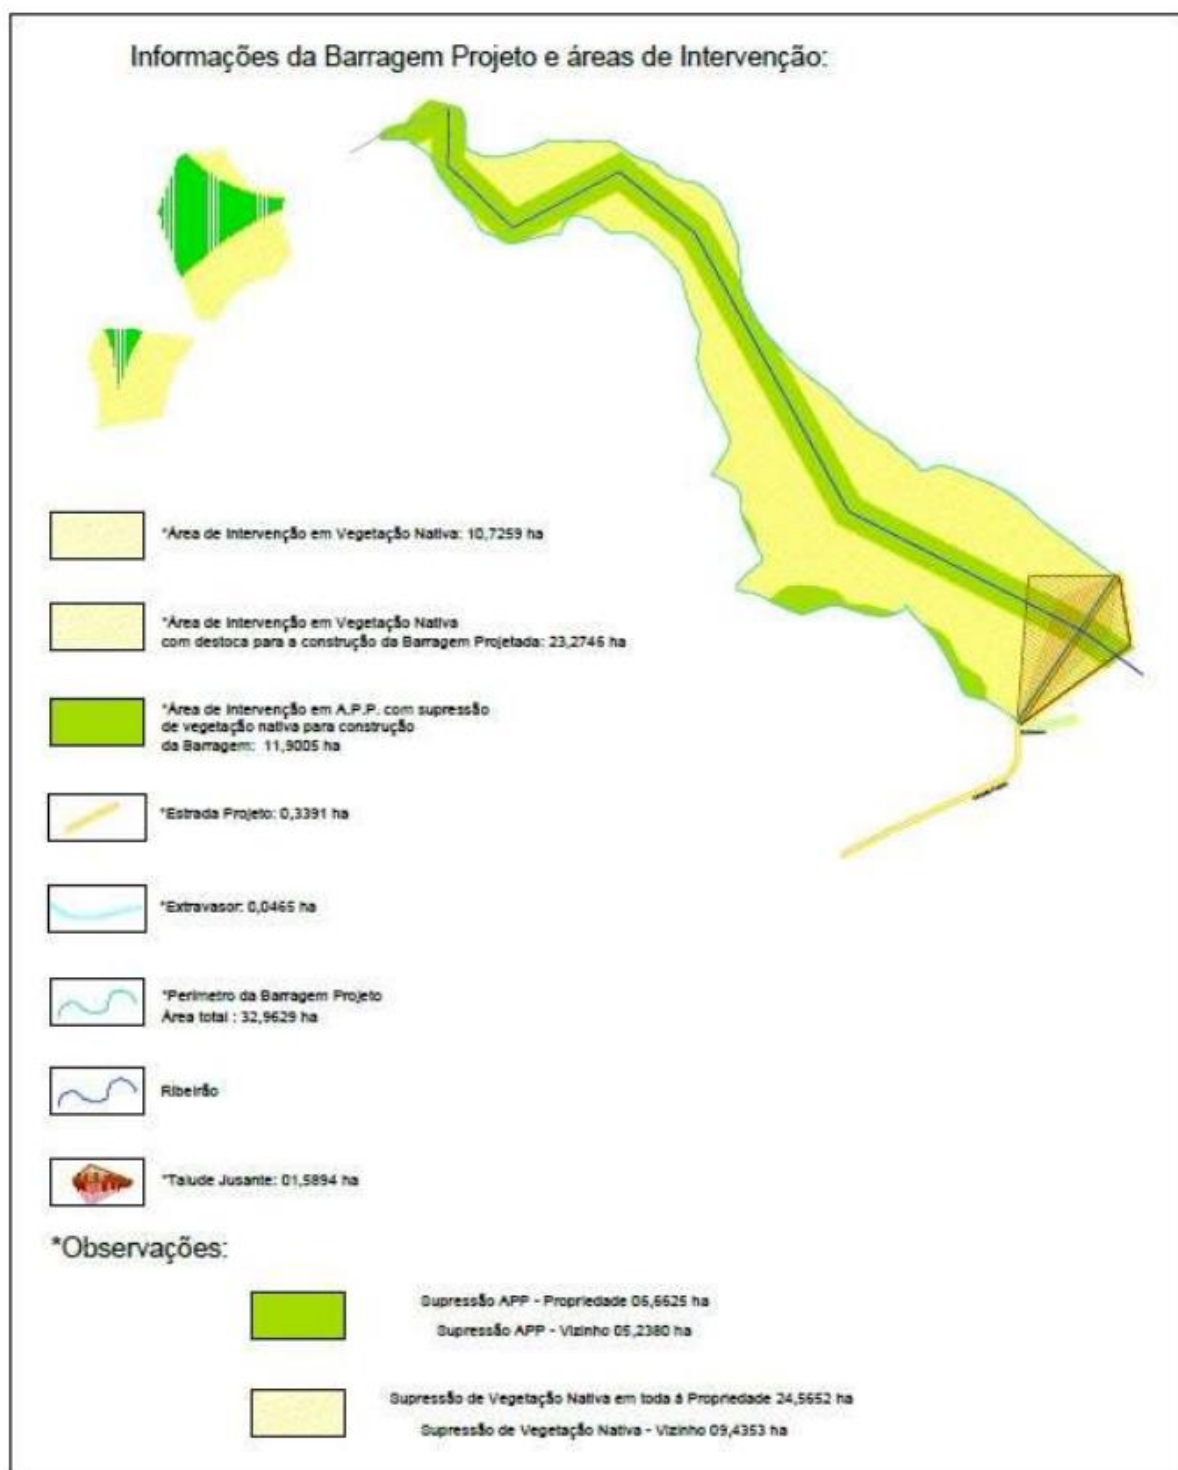 Informações da Barragem Projeto e áreas de Intervenção:
*Área de Intervenção em Vegetação Nativa: 10,7259 ha
*Área de Intervenção em Vegetação Nativa
com destoca para a construção da Barragem Projetada: 23,2746 ha
*Área de Intervenção em A.P.P. com supressão
de vegetação nativa para construção
da Barragem: 11,9005 ha
*Estrada Projeto: 0,3391 ha
*Extravasor: 0,0465 ha
*Perímetro da Barragem Projeto
Área total : 32,9629 ha
Ribeirão
*Talude Jusante: 01,5894 ha
*Observações:
Supressão APP - Propriedade 06,6625 ha
Supressão APP - Vizinho 05,2380 ha
Supressão de Vegetação Nativa em toda á Propriedade 24,5652 ha
Supressão de Vegetação Nativa - Vizinho 09,4353 ha